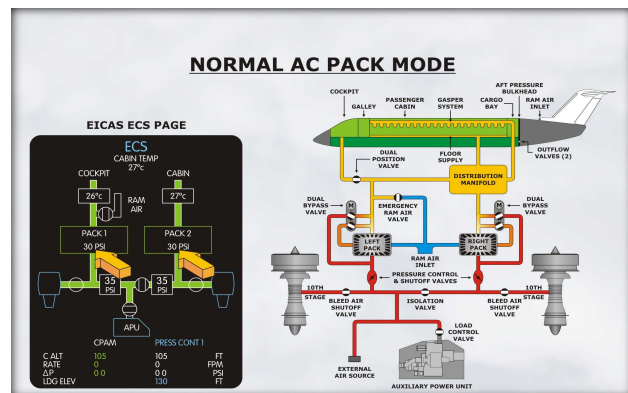 NORMAL AC PACK MODE
EICAS ECS PAGE
ECS
CABIN TEMP
27°c
COCKPIT CABIN
26°c 27°c
RAM
AIR
PACK 1 PACK 2
30 PSI 30 PSI
35
PSI
35
PSI
APU
CPAM PRESS CONT 1
C ALT 105 105 FT
RATE 0 0 FPM
ΔP 0 0 0 0 PSI
LDG ELEV 130 FT
COCKPIT
GALLEY
PASSENGER
CABIN
GASPER
SYSTEM
CARGO
BAY
AFT PRESSURE
BULKHEAD
RAM AIR
INLET
OUTFLOW
VALVES (2)
DUAL
POSITION
VALVE
FLOOR
SUPPLY
DISTRIBUTION
MANIFOLD
DUAL
BYPASS
VALVE
M
EMERGENCY
RAM AIR
VALVE
M
DUAL
BYPASS
VALVE
LEFT
PACK
RIGHT
PACK
RAM AIR
INLET
PRESSURE CONTROL
& SHUTOFF VALVES
10TH
STAGE
BLEED AIR
SHUTOFF
VALVE
ISOLATION
VALVE
BLEED AIR
SHUTOFF
VALVE
10TH
STAGE
LOAD
CONTROL
VALVE
EXTERNAL
AIR SOURCE
AUXILIARY POWER UNIT